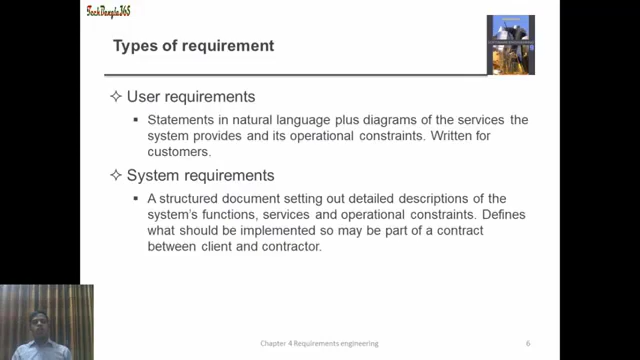 TechBangla365
Types of requirement
User requirements
Statements in natural language plus diagrams of the services the
system provides and its operational constraints. Written for
customers.
System requirements
A structured document setting out detailed descriptions of the
system's functions, services and operational constraints. Defines
what should be implemented so may be part of a contract
between client and contractor.
Chapter 4 Requirements engineering
6